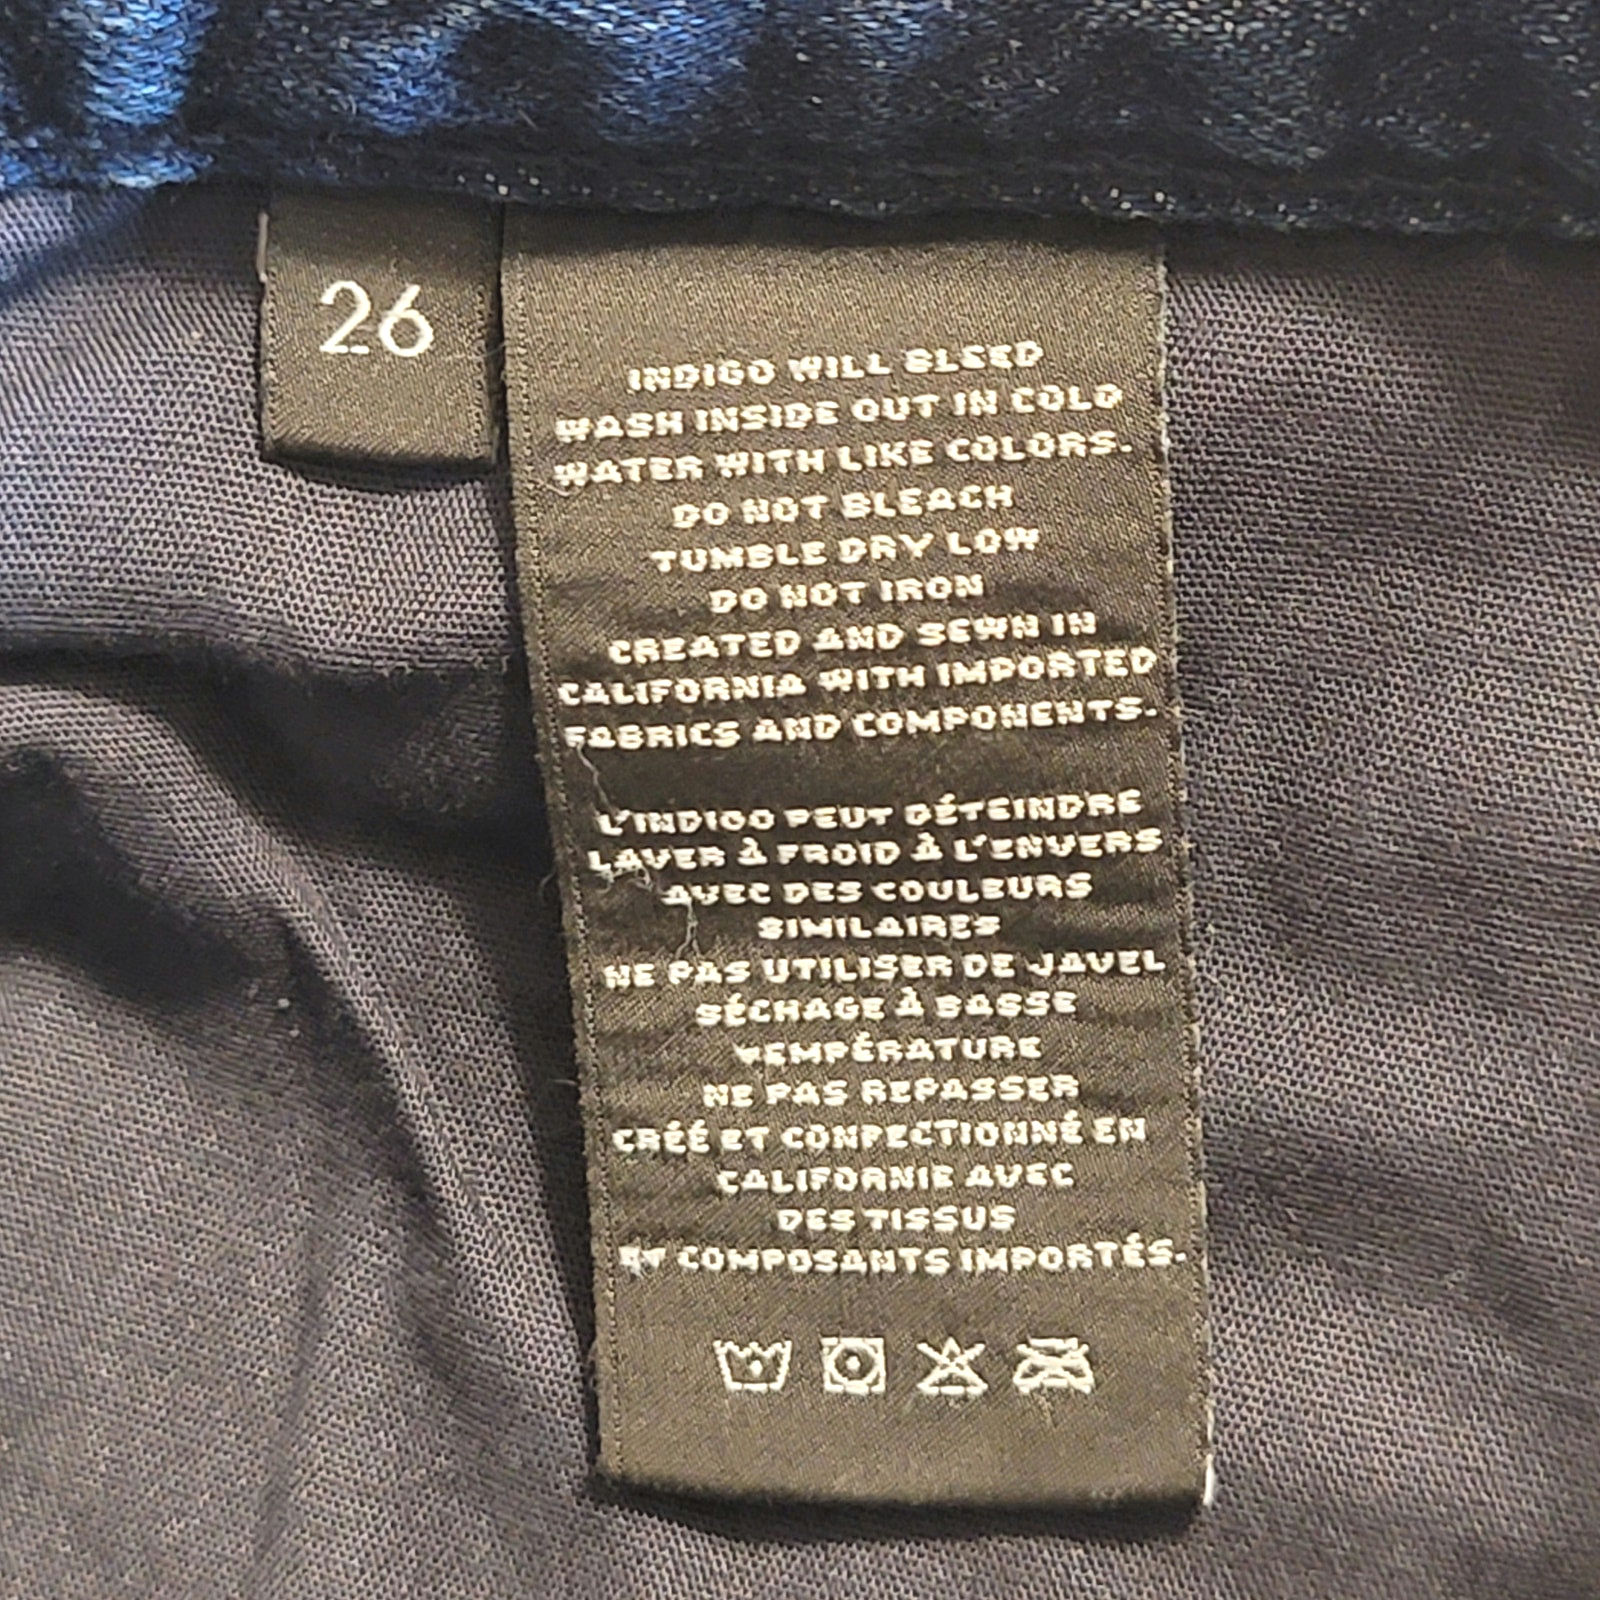 26
INDIGO WILL BLEED
WASH INSIDE OUT IN COLD
WATER WITH LIKE COLORS.
DO NOT BLEACH
TUMBLE DRY LOW
DO NOT IRON
CREATED AND SEWN IN
CALIFORNIA WITH IMPORTED
FABRICS AND COMPONENTS.
L'INDIGO PEUT DÉTEINDRE
LAVER À FROID À L'ENVERS
AVEC DES COULEURS
SIMILAIRES
NE PAS UTILISER DE JAVEL
SÉCHAGE À BASSE
TEMPÉRATURE
NE PAS REPASSER
CRÉÉ ET CONFECTIONNÉ EN
CALIFORNIE AVEC
DES TISSUS
ET COMPOSANTS IMPORTÉS.